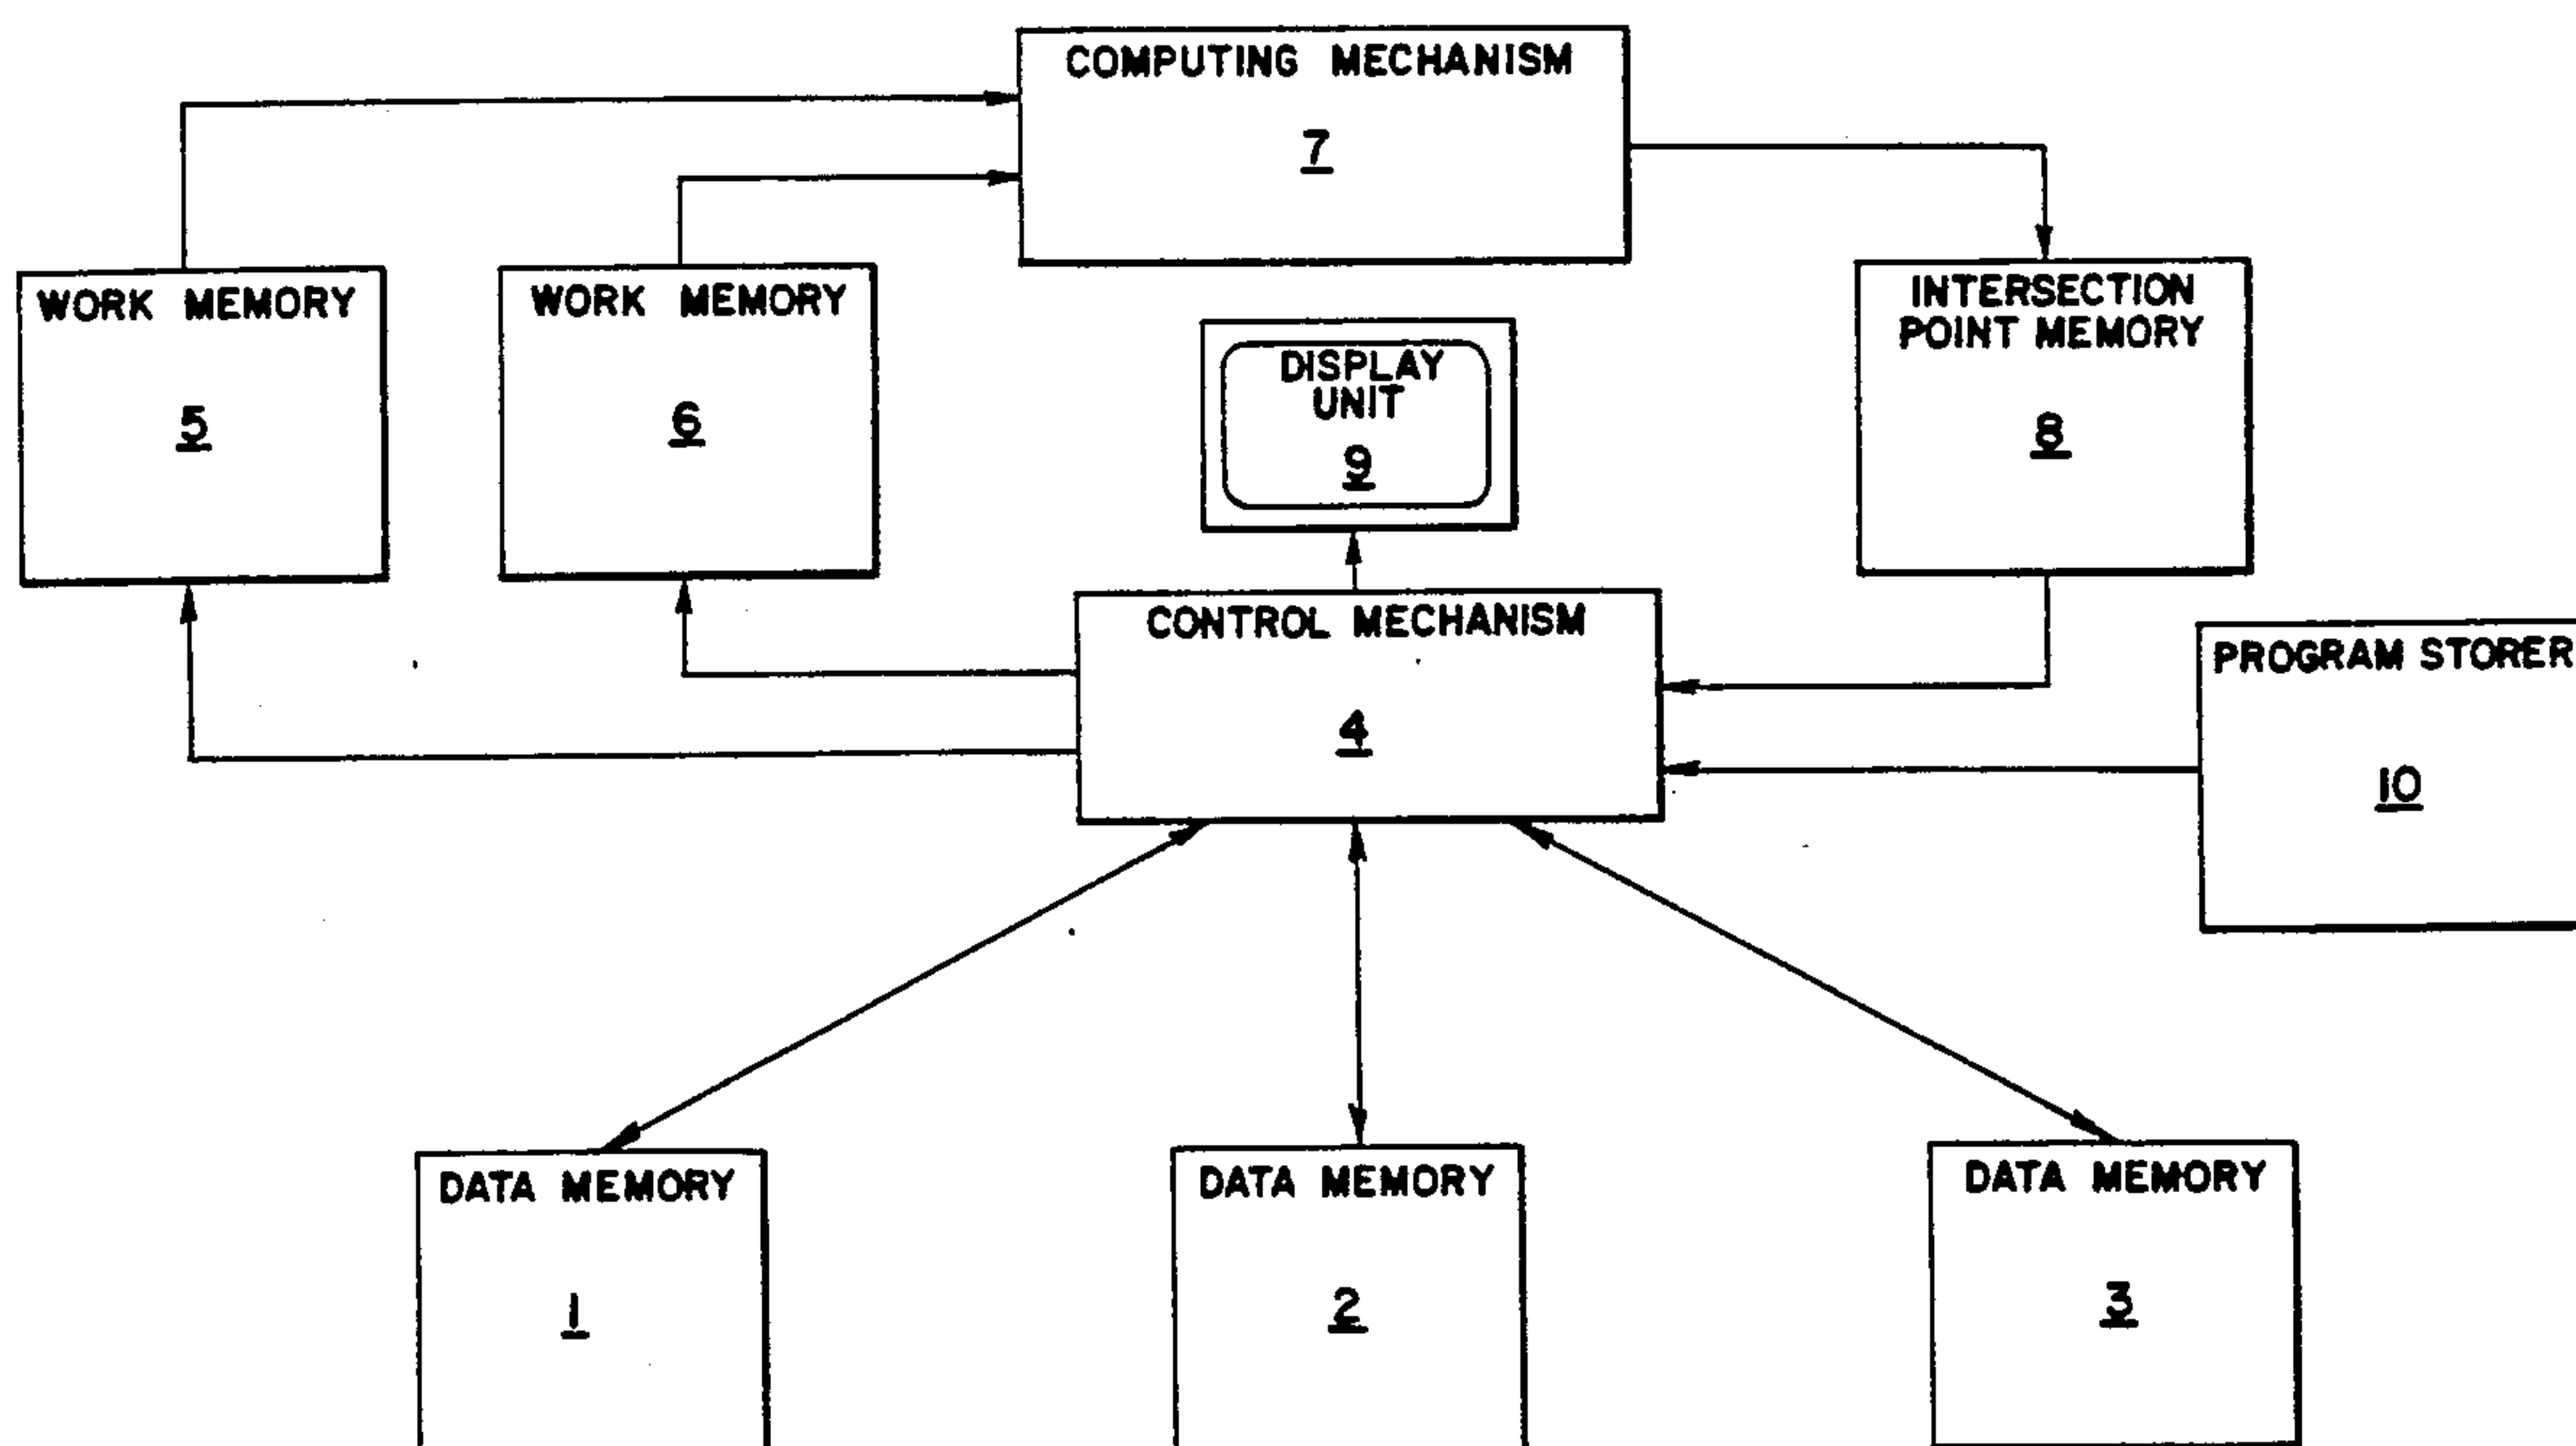 COMPUTING MECHANISM
7
WORK MEMORY
5
WORK MEMORY
6
DISPLAY
UNIT
9
INTERSECTION
POINT MEMORY
8
CONTROL MECHANISM
4
PROGRAM STORER
10
DATA MEMORY
1
DATA MEMORY
2
DATA MEMORY
3